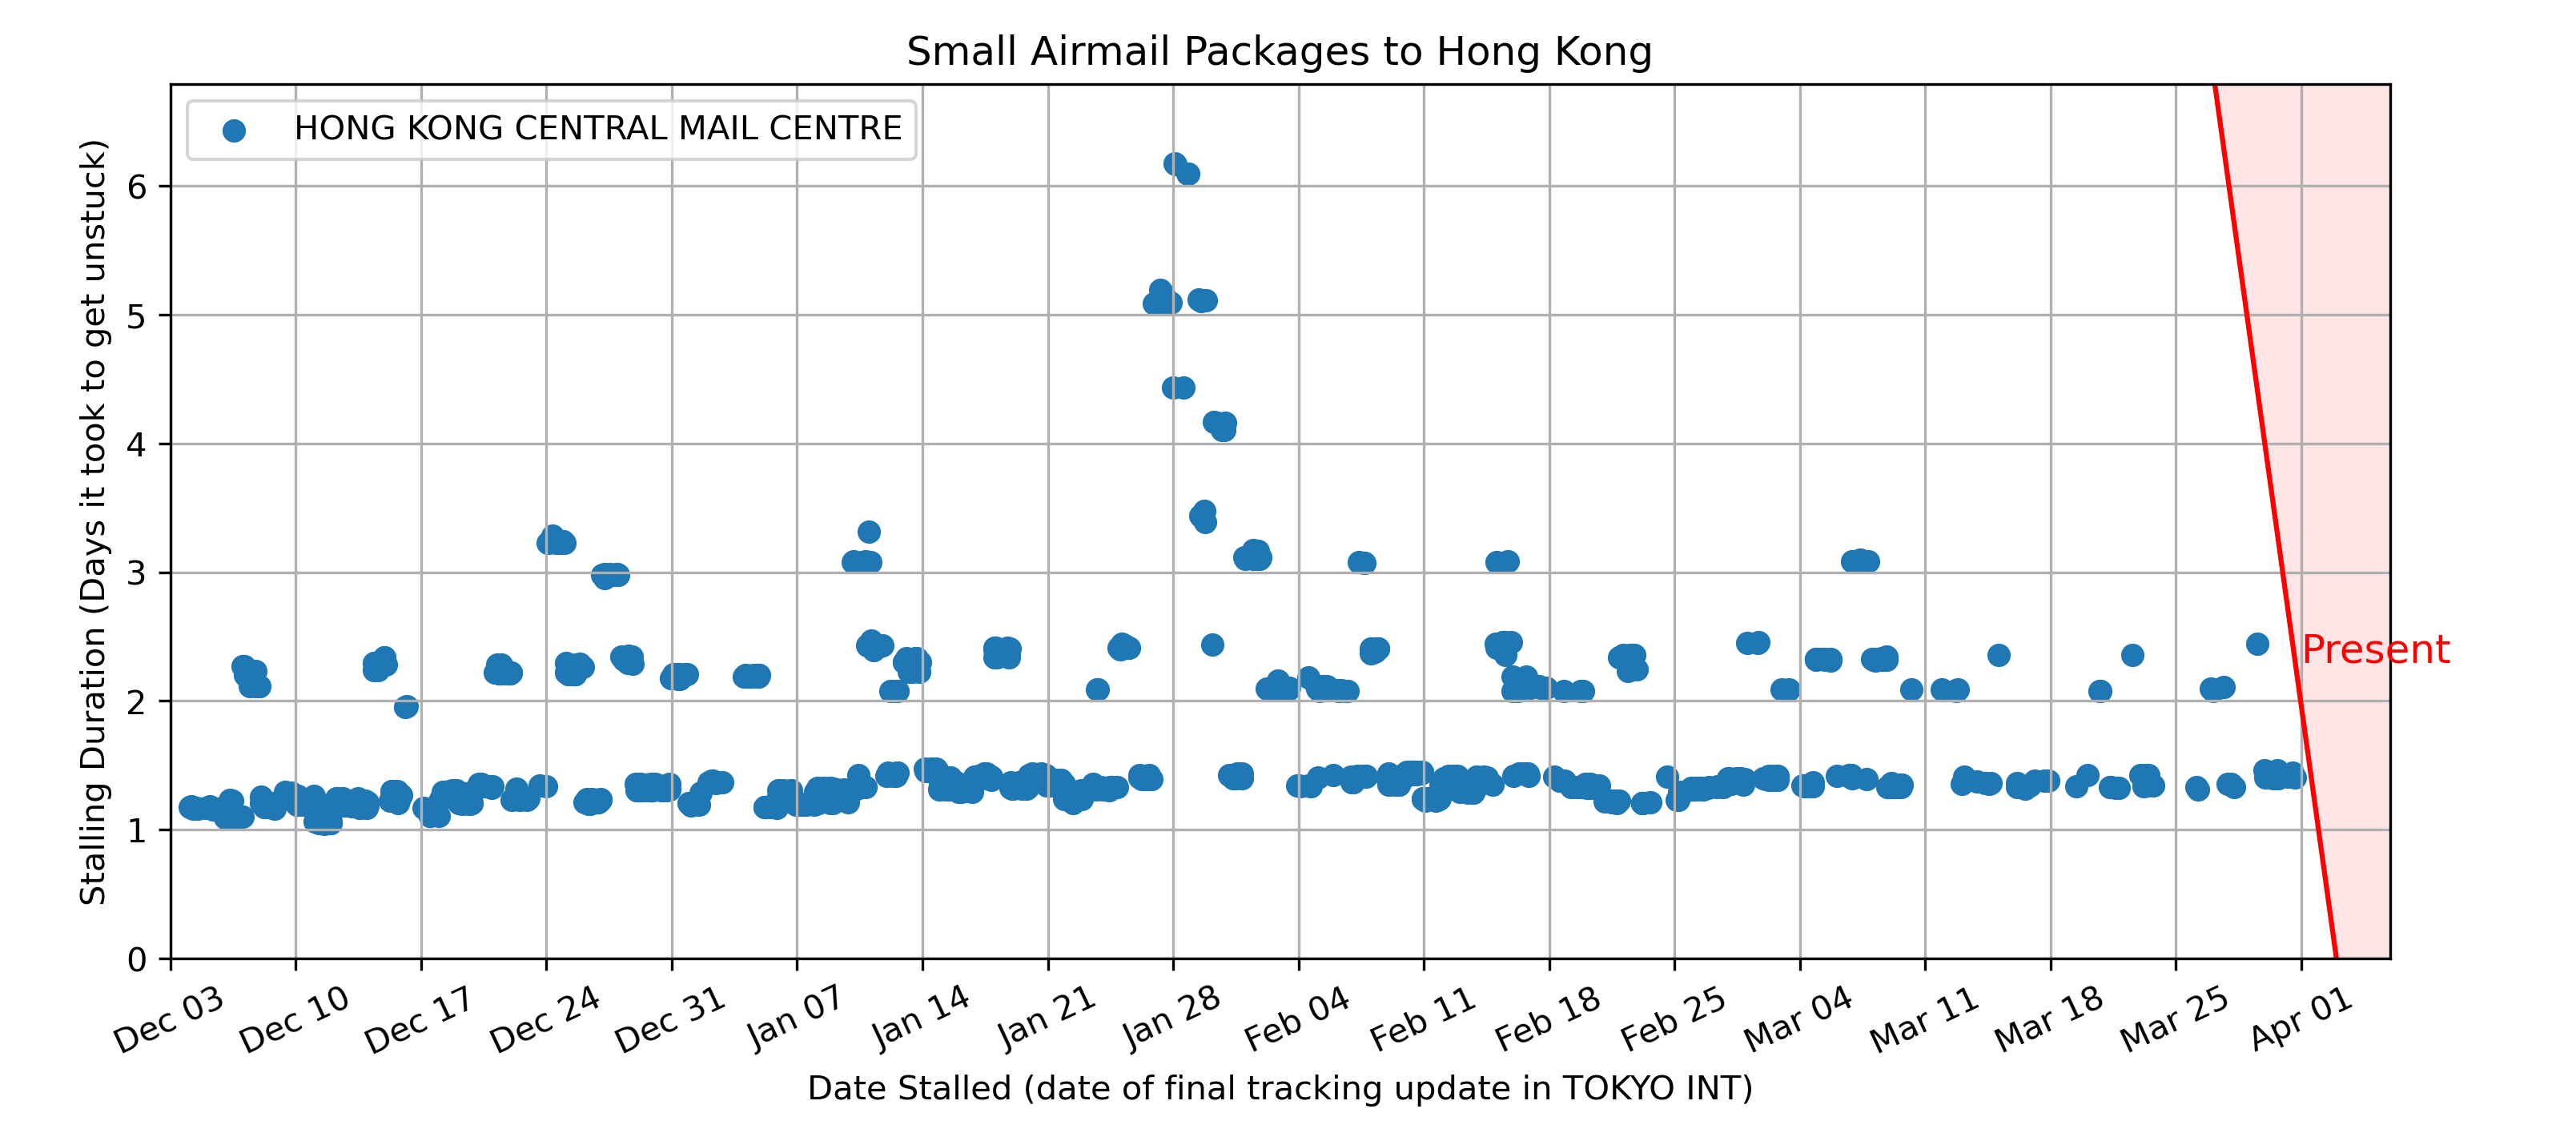 Small Airmail Packages to Hong Kong
HONG KONG CENTRAL MAIL CENTRE
Stalling Duration (Days it took to get unstuck)
6
5
4
3
2
1
0
Present
Dec 03
Dec 10
Dec 17
Dec 24
Dec 31
Jan 07
Jan 14
Jan 21
Jan 28
Feb 04
Feb 11
Feb 18
Feb 25
Mar 04
Mar 11
Mar 18
Mar 25
Apr 01
Date Stalled (date of final tracking update in TOKYO INT)